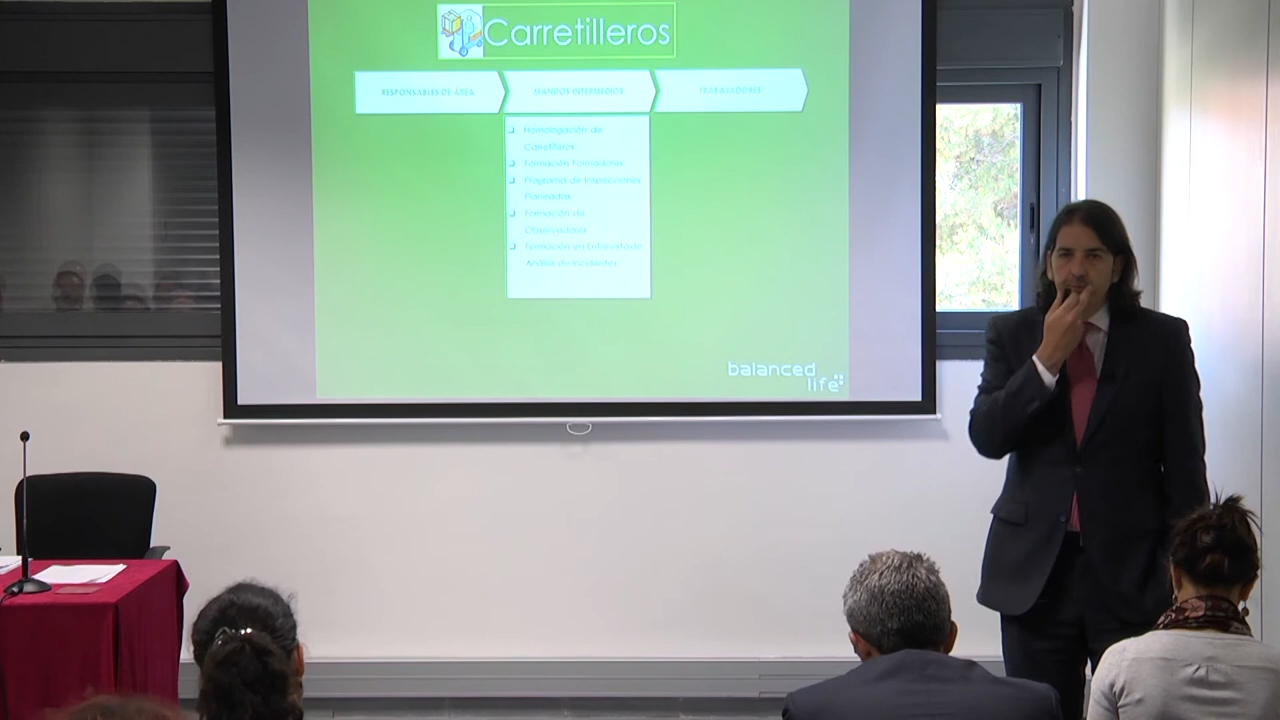 Carretilleros
RESPONSABLES DE ÁREA
MANDOS INTERMEDIOS
TRABAJADORES
Homologación de
Carretilleros
Formación Formadores
Programa de Inspecciones
Planeadas
Formación de
Observadores
Formación en Entrevista de
Análisis de Incidentes
balanced
life